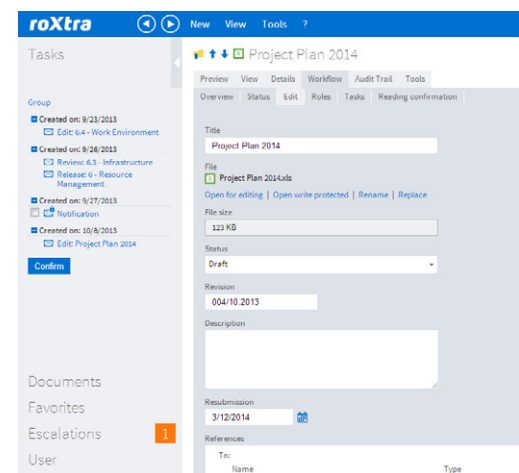 roXtra New View Tools ?
Tasks
Group
Created on: 9/23/2013
Edit: 6.4 - Work Environment
Created on: 9/26/2013
Review: 6.3 - Infrastructure
Release: 6 - Resource
Management
Created on: 9/27/2013
Notification
Created on: 10/8/2013
Edit: Project Plan 2014
Confirm
Documents
Favorites
Escalations 1
User
Project Plan 2014
Preview View Details Workflow Audit Trail Tools
Overview Status Edit Roles Tasks Reading confirmation
Title
Project Plan 2014
File
Project Plan 2014.xls
Open for editing | Open write protected | Rename | Replace
File size
123 KB
Status
Draft
Revision
004/10.2013
Description
Resubmission
3/12/2014
References
To:
Name Type